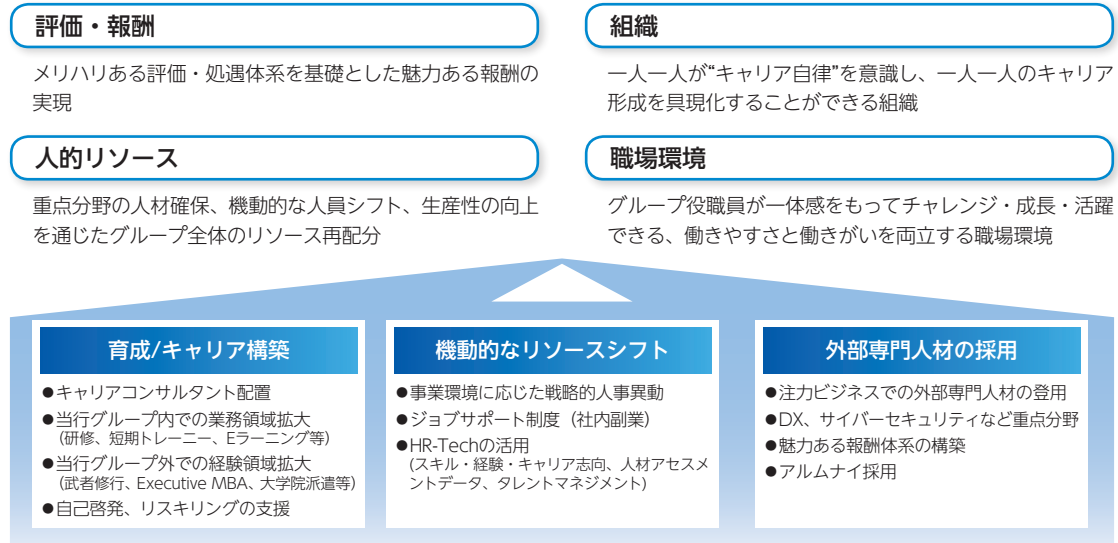 評価・報酬
メリハリある評価・処遇体系を基礎とした魅力ある報酬の
実現
組織
一人一人が“キャリア自律”を意識し、一人一人のキャリア
形成を具現化することができる組織
人的リソース
重点分野の人材確保、機動的な人員シフト、生産性の向上
を通じたグループ全体のリソース再配分
職場環境
グループ役職員が一体感をもってチャレンジ・成長・活躍
できる、働きやすさと働きがいを両立する職場環境
育成/キャリア構築
●キャリアコンサルタント配置
●当行グループ内での業務領域拡大
(研修、短期トレーニー、Eラーニング等)
●当行グループ外での経験領域拡大
(武者修行、Executive MBA、大学院派遣等)
●自己啓発、リスキリングの支援
機動的なリソースシフト
●事業環境に応じた戦略的人事異動
●ジョブサポート制度（社内副業）
●HR-Techの活用
(スキル・経験・キャリア志向、人材アセスメ
ントデータ、タレントマネジメント)
外部専門人材の採用
●注力ビジネスでの外部専門人材の登用
●DX、サイバーセキュリティなど重点分野
●魅力ある報酬体系の構築
●アルムナイ採用